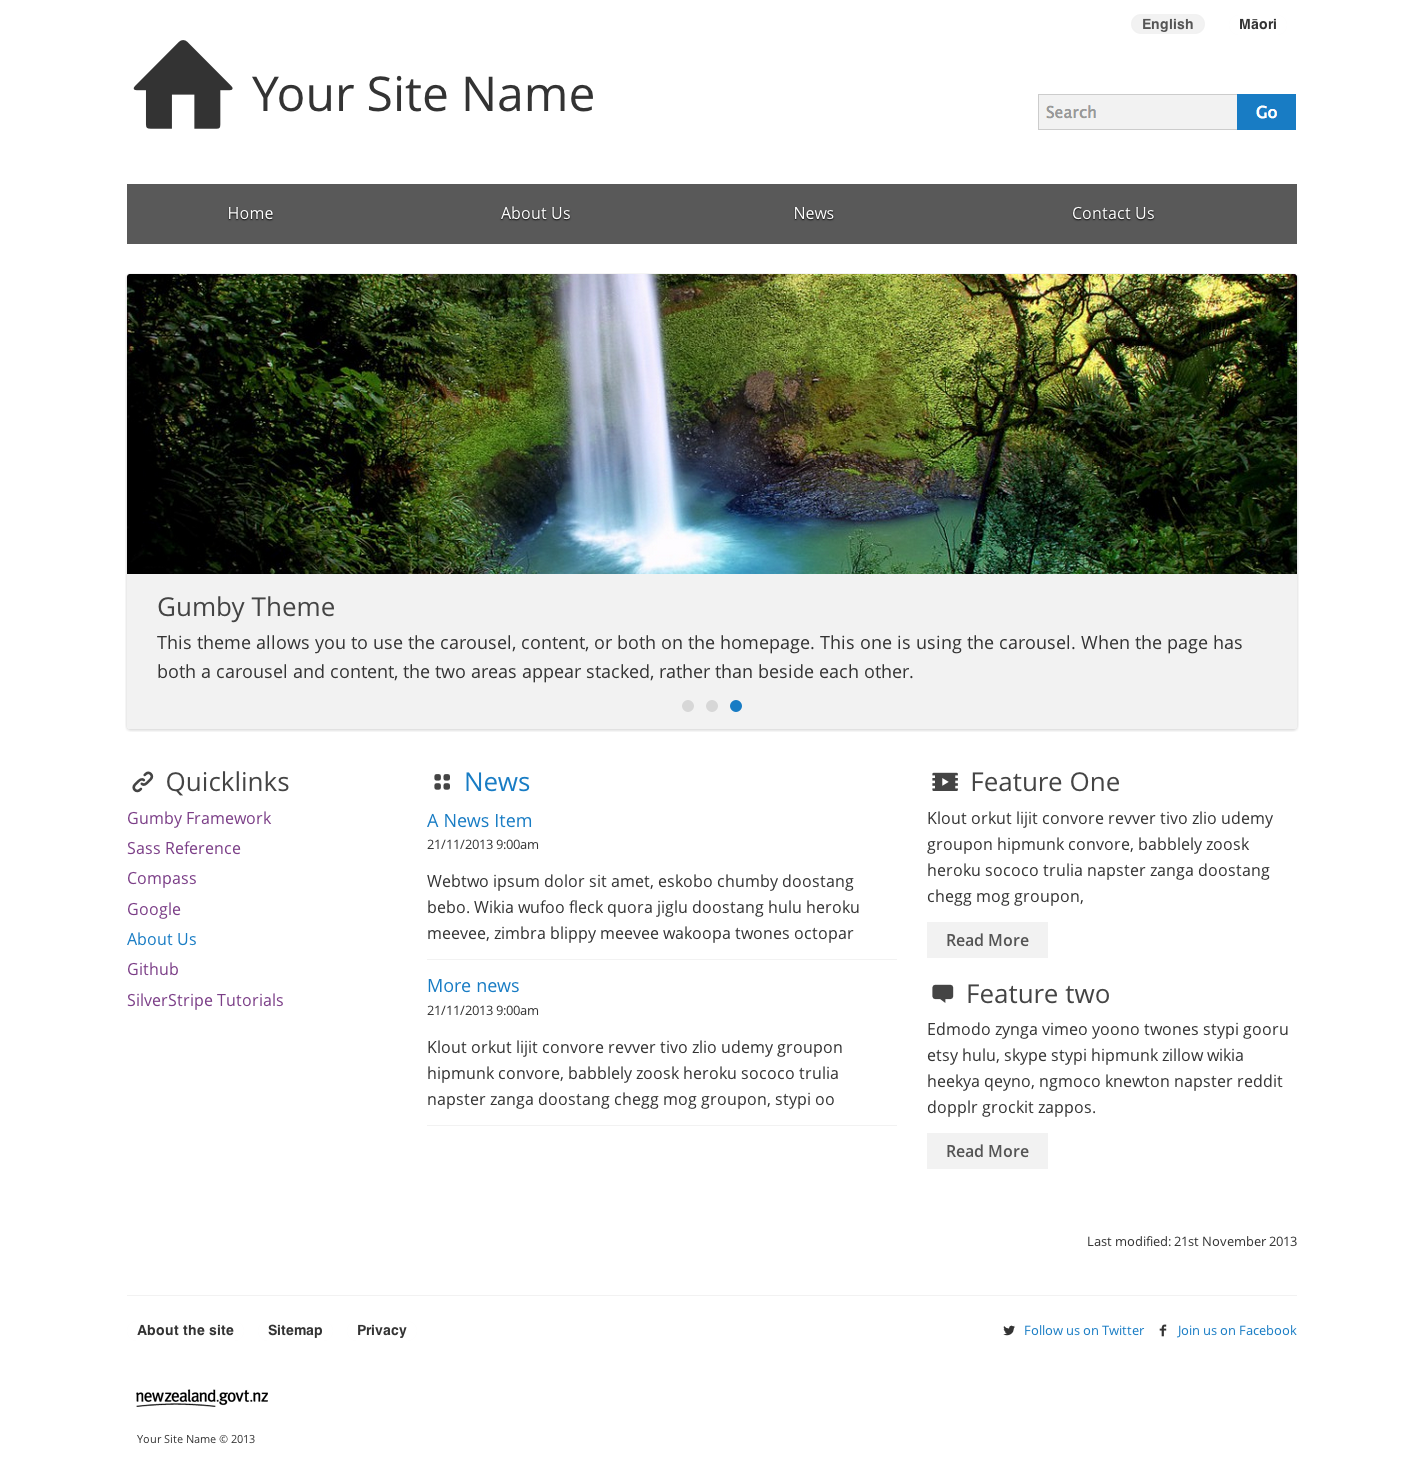 English
Māori
Your Site Name
Search
Go
Home
About Us
News
Contact Us
Gumby Theme
This theme allows you to use the carousel, content, or both on the homepage. This one is using the carousel. When the page has
both a carousel and content, the two areas appear stacked, rather than beside each other.
Quicklinks
Gumby Framework
Sass Reference
Compass
Google
About Us
Github
SilverStripe Tutorials
News
A News Item
21/11/2013 9:00am
Webtwo ipsum dolor sit amet, eskobo chumby doostang
bebo. Wikia wufoo fleck quora jiglu doostang hulu heroku
meevee, zimbra blippy meevee wakoopa twones octopar
More news
21/11/2013 9:00am
Klout orkut lijit convore revver tivo zlio udemy groupon
hipmunk convore, babblely zoosk heroku sococo trulia
napster zanga doostang chegg mog groupon, stypi oo
Feature One
Klout orkut lijit convore revver tivo zlio udemy
groupon hipmunk convore, babblely zoosk
heroku sococo trulia napster zanga doostang
chegg mog groupon,
Read More
Feature two
Edmodo zynga vimeo yoono twones stypi gooru
etsy hulu, skype stypi hipmunk zillow wikia
heekya qeyno, ngmoco knewton napster reddit
dopplr grockit zappos.
Read More
Last modified: 21st November 2013
About the site
Sitemap
Privacy
Follow us on Twitter
Join us on Facebook
newzealand.govt.nz
Your Site Name © 2013